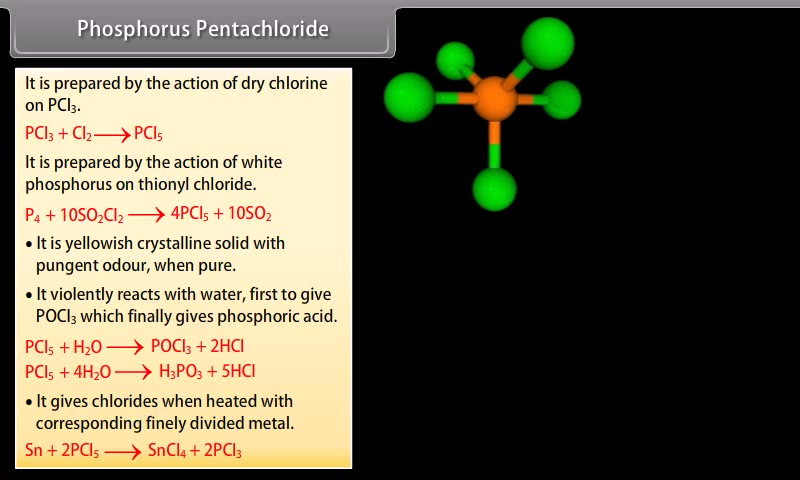 Phosphorus Pentachloride
It is prepared by the action of dry chlorine
on PCl₃.
PCl₃ + Cl₂ ⟶ PCl₅
It is prepared by the action of white
phosphorus on thionyl chloride.
P₄ + 10SO₂Cl₂ ⟶ 4PCl₅ + 10SO₂
• It is yellowish crystalline solid with
pungent odour, when pure.
• It violently reacts with water, first to give
POCl₃ which finally gives phosphoric acid.
PCl₅ + H₂O ⟶ POCl₃ + 2HCl
PCl₅ + 4H₂O ⟶ H₃PO₃ + 5HCl
• It gives chlorides when heated with
corresponding finely divided metal.
Sn + 2PCl₅ ⟶ SnCl₄ + 2PCl₃